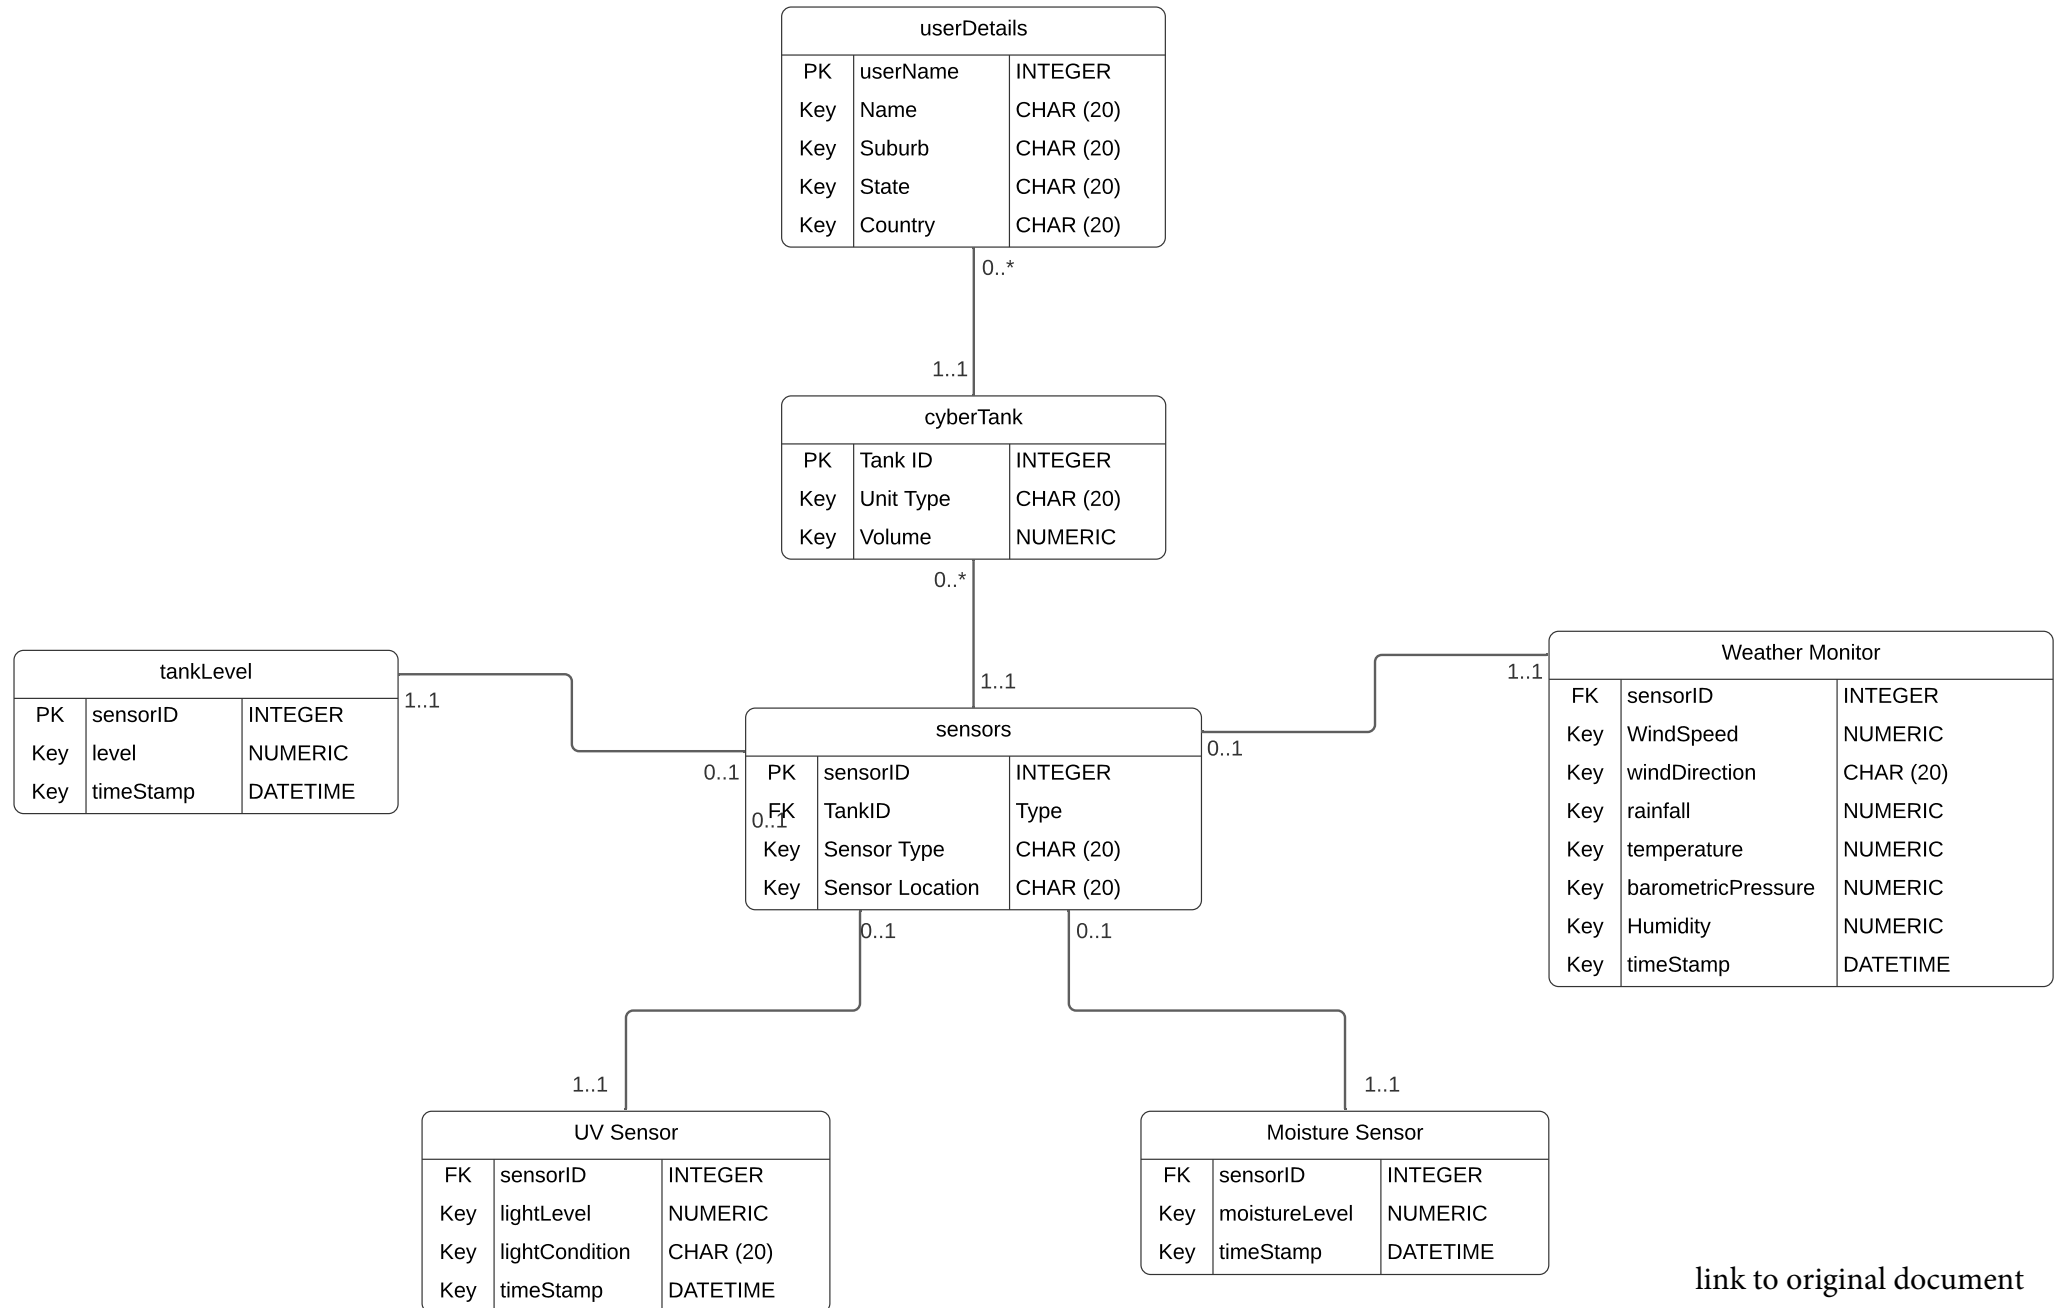 userDetails
PK userName INTEGER
Key Name CHAR (20)
Key Suburb CHAR (20)
Key State CHAR (20)
Key Country CHAR (20)
0..*
1..1
cyberTank
PK Tank ID INTEGER
Key Unit Type CHAR (20)
Key Volume NUMERIC
0..*
1..1
tankLevel
PK sensorID INTEGER
Key level NUMERIC
Key timeStamp DATETIME
1..1
0..1
0..1
sensors
PK sensorID INTEGER
FK TankID Type
Key Sensor Type CHAR (20)
Key Sensor Location CHAR (20)
0..1
1..1
Weather Monitor
FK sensorID INTEGER
Key WindSpeed NUMERIC
Key windDirection CHAR (20)
Key rainfall NUMERIC
Key temperature NUMERIC
Key barometricPressure NUMERIC
Key Humidity NUMERIC
Key timeStamp DATETIME
0..1
0..1
1..1
1..1
UV Sensor
FK sensorID INTEGER
Key lightLevel NUMERIC
Key lightCondition CHAR (20)
Key timeStamp DATETIME
Moisture Sensor
FK sensorID INTEGER
Key moistureLevel NUMERIC
Key timeStamp DATETIME
link to original document